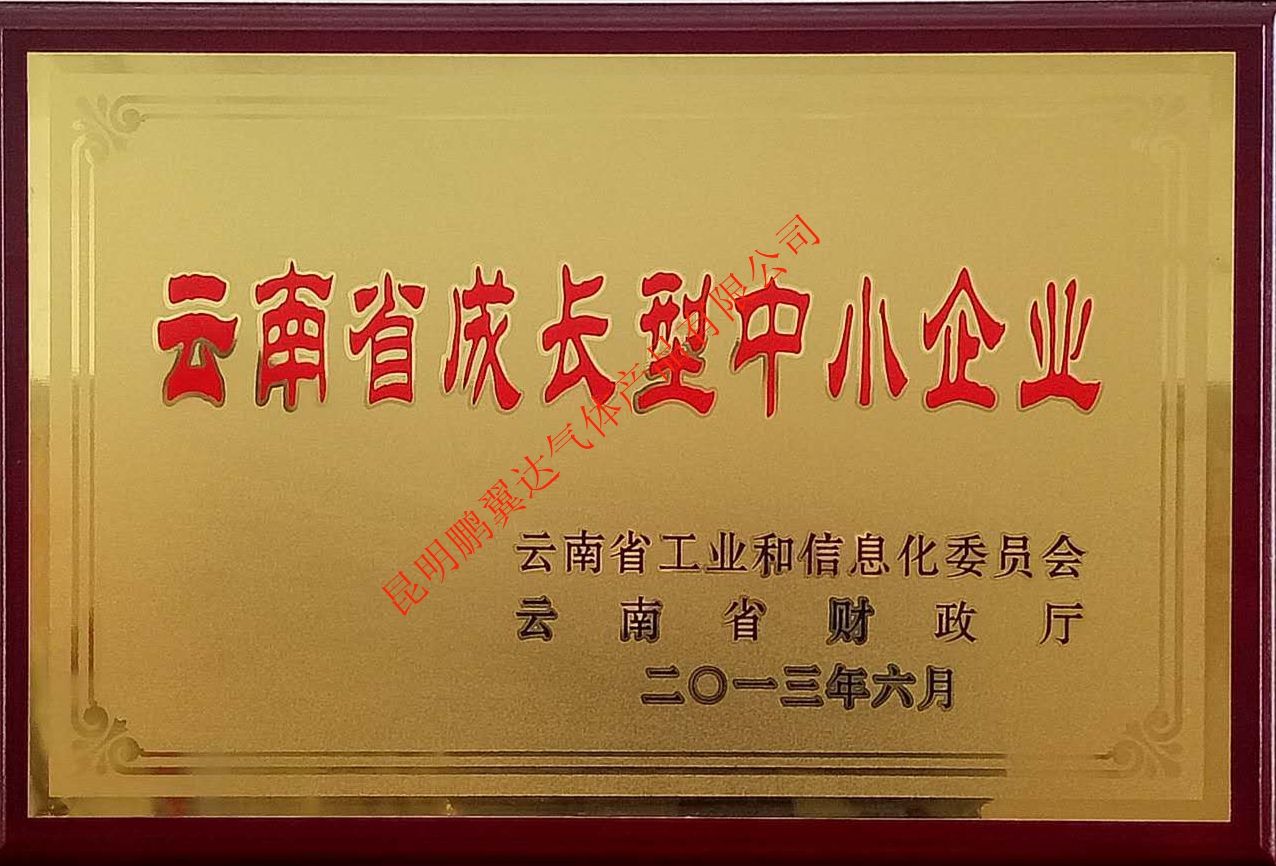 云南省成长型中小企业
昆明鹏翼达气体产品有限公司
云南省工业和信息化委员会
云南省财政厅
二〇一三年六月